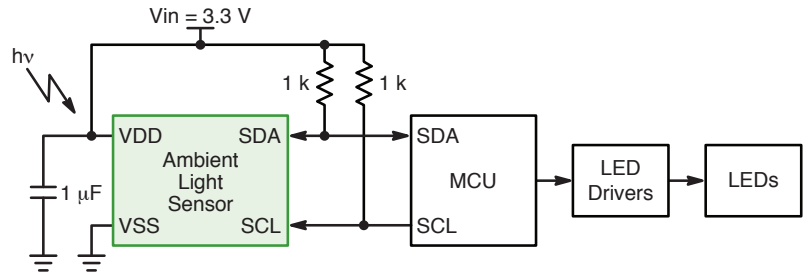 Vin = 3.3 V
hν
1 k
1 k
VDD
SDA
Ambient
Light
Sensor
VSS
SCL
1 μF
SDA
MCU
SCL
LED
Drivers
LEDs